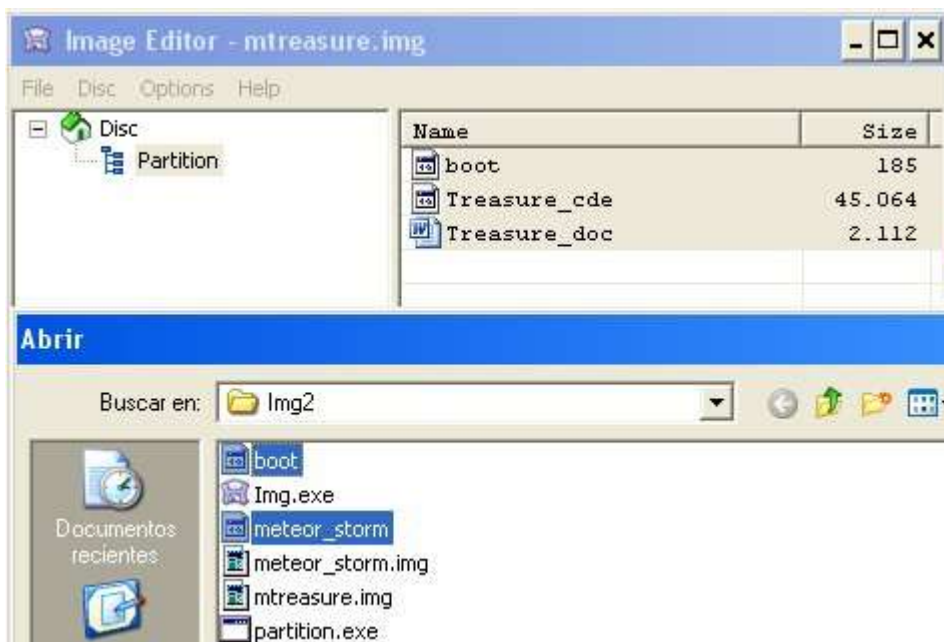 Image Editor - mtreasure.img
File Disc Options Help
Disc
Partition
Name Size
boot 185
Treasure_cde 45.064
Treasure_doc 2.112
Abrir
Buscar en: Img2
Documentos
recientes
boot
Img.exe
meteor_storm
meteor_storm.img
mtreasure.img
partition.exe